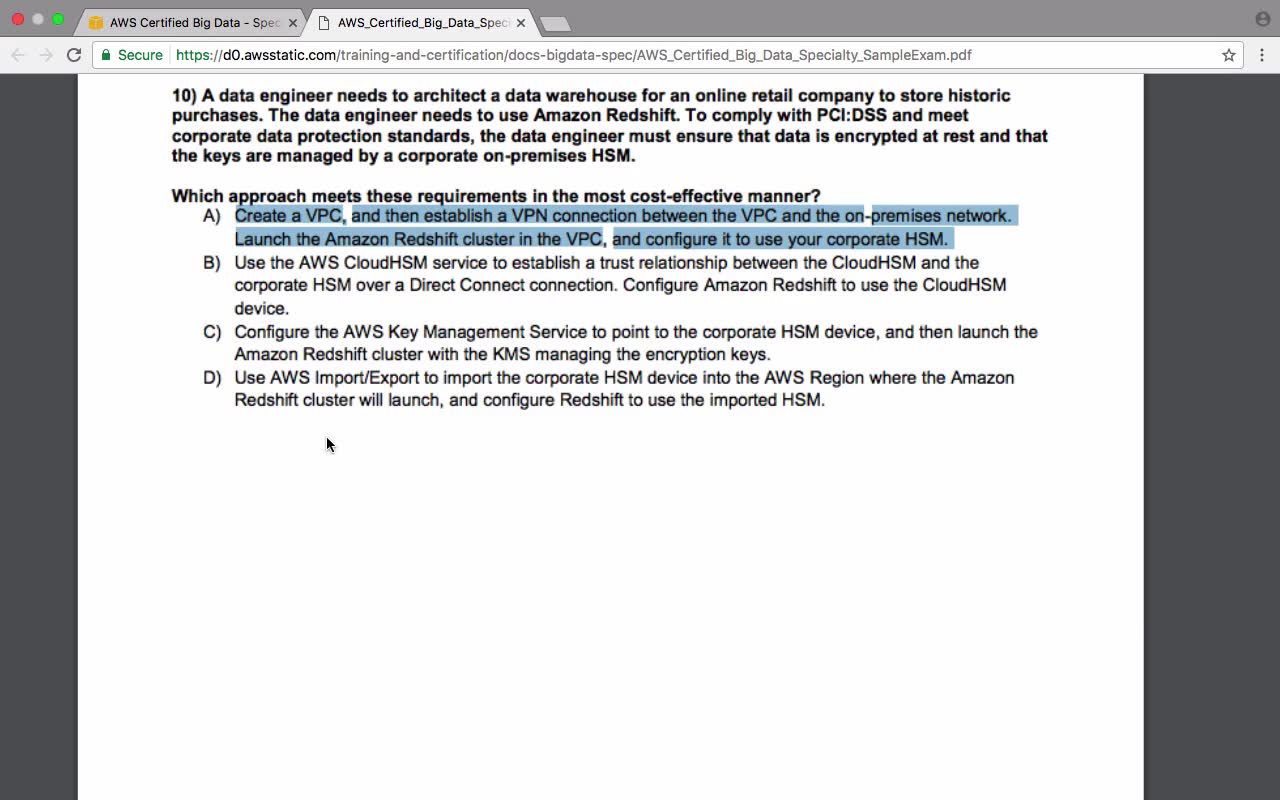 AWS Certified Big Data - Spec
AWS_Certified_Big_Data_Speci
Secure
https://d0.awsstatic.com/training-and-certification/docs-bigdata-spec/AWS_Certified_Big_Data_Specialty_SampleExam.pdf
10) A data engineer needs to architect a data warehouse for an online retail company to store historic
purchases. The data engineer needs to use Amazon Redshift. To comply with PCI:DSS and meet
corporate data protection standards, the data engineer must ensure that data is encrypted at rest and that
the keys are managed by a corporate on-premises HSM.
Which approach meets these requirements in the most cost-effective manner?
A) Create a VPC, and then establish a VPN connection between the VPC and the on-premises network.
Launch the Amazon Redshift cluster in the VPC, and configure it to use your corporate HSM.
B) Use the AWS CloudHSM service to establish a trust relationship between the CloudHSM and the
corporate HSM over a Direct Connect connection. Configure Amazon Redshift to use the CloudHSM
device.
C) Configure the AWS Key Management Service to point to the corporate HSM device, and then launch the
Amazon Redshift cluster with the KMS managing the encryption keys.
D) Use AWS Import/Export to import the corporate HSM device into the AWS Region where the Amazon
Redshift cluster will launch, and configure Redshift to use the imported HSM.